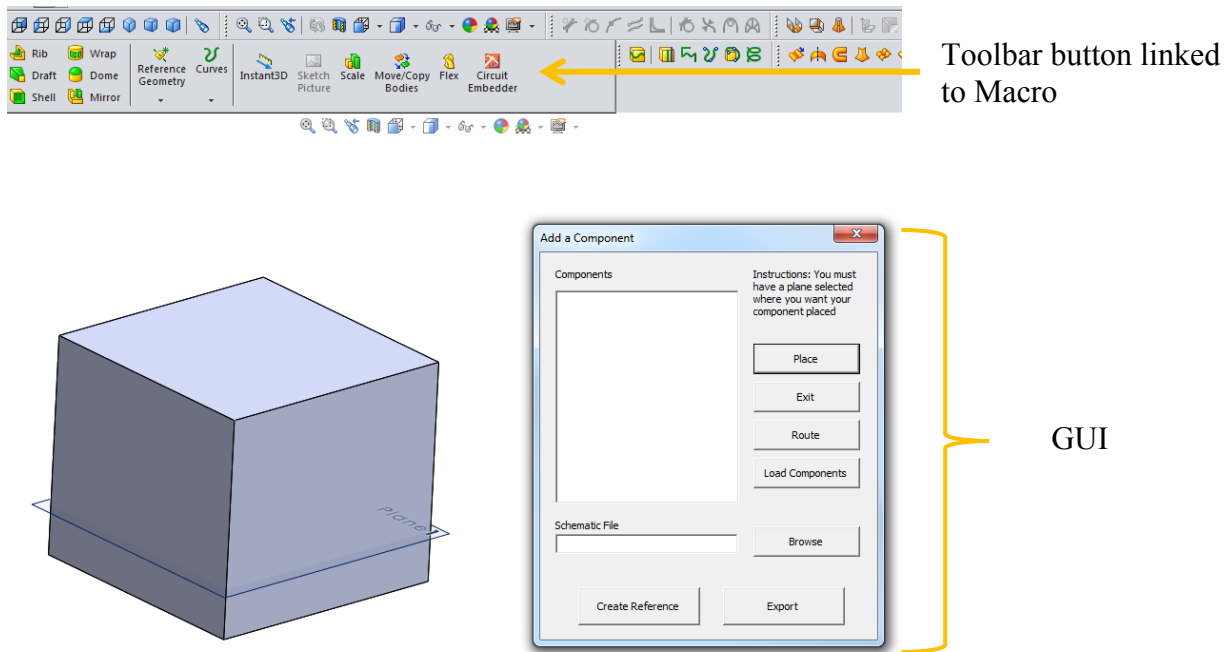 Rib Wrap
Draft Dome
Shell Mirror
Reference
Geometry
Curves
Instant3D
Sketch
Picture
Scale
Move/Copy
Bodies
Flex
Circuit
Embedder
Toolbar button linked
to Macro
Plane1
Add a Component
Components
Instructions: You must
have a plane selected
where you want your
component placed
Place
Exit
Route
Load Components
Schematic File
Browse
Create Reference
Export
GUI